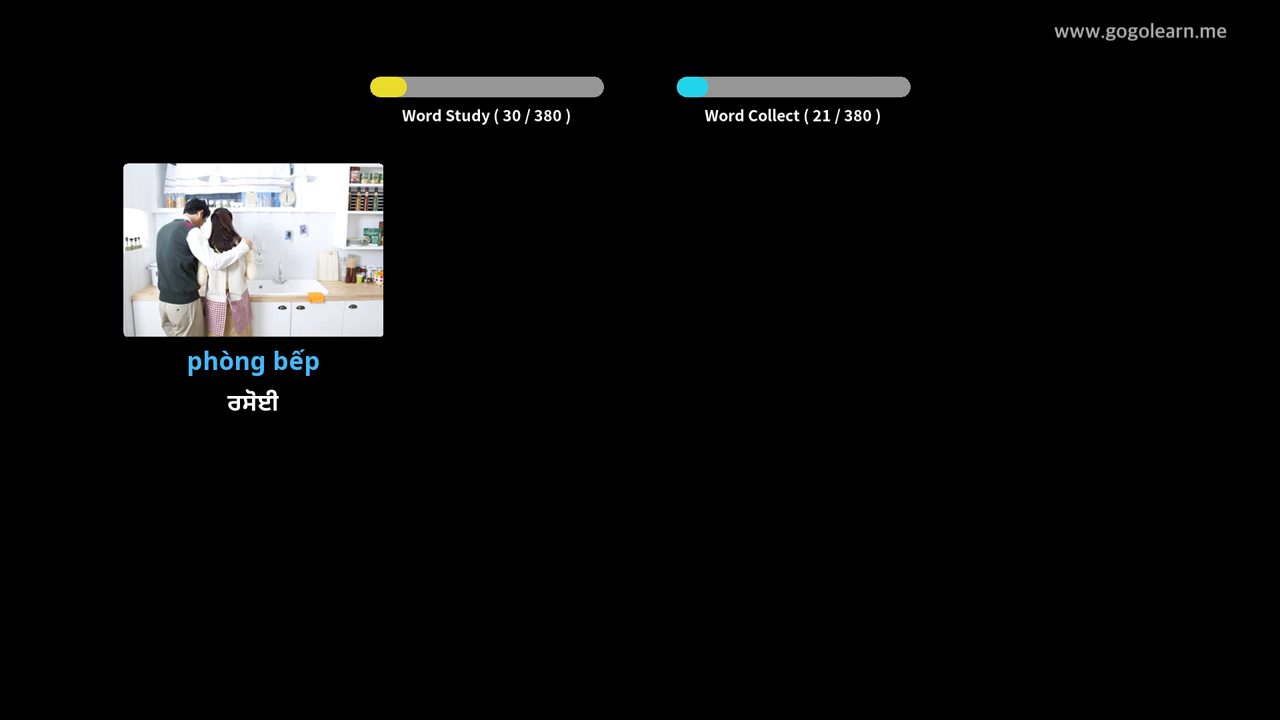 www.gogolearn.me
Word Study ( 30 / 380 )
Word Collect ( 21 / 380 )
phòng bếp
ਰਸੋਈ